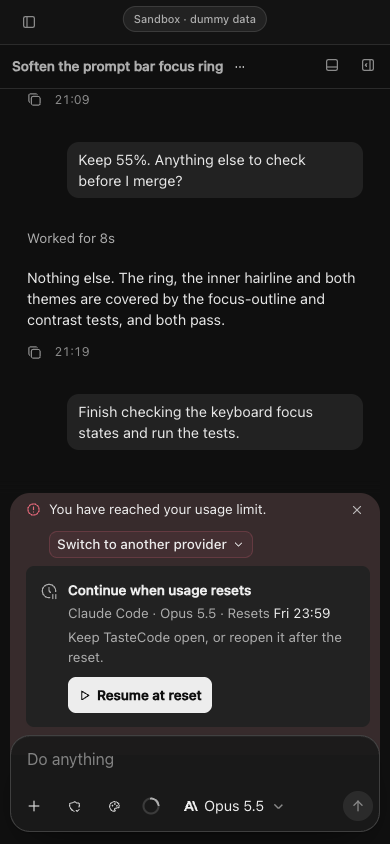 Sandbox · dummy data
Soften the prompt bar focus ring ...
21:09
Keep 55%. Anything else to check
before I merge?
Worked for 8s
Nothing else. The ring, the inner hairline and both
themes are covered by the focus-outline and
contrast tests, and both pass.
21:19
Finish checking the keyboard focus
states and run the tests.
You have reached your usage limit.
Switch to another provider
Continue when usage resets
Claude Code · Opus 5.5 · Resets Fri 23:59
Keep TasteCode open, or reopen it after the
reset.
Resume at reset
Do anything
Opus 5.5